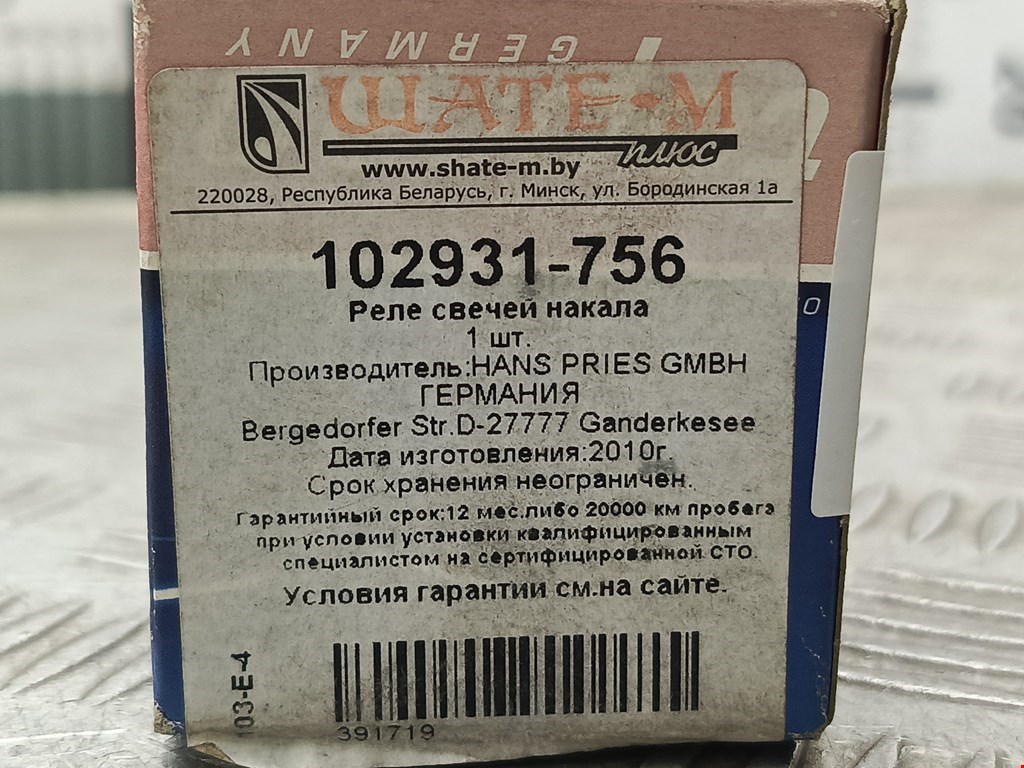 GERMANY
ШАТЕ-М
плюс
www.shate-m.by
220028, Республика Беларусь, г. Минск, ул. Бородинская 1а
102931-756
Реле свечей накала
1 шт.
Производитель:HANS PRIES GMBH
ГЕРМАНИЯ
Bergedorfer Str.D-27777 Ganderkesee
Дата изготовления:2010г.
Срок хранения неограничен.
Гарантийный срок:12 мес.либо 20000 км пробега
при условии установки квалифицированным
специалистом на сертифицированной СТО.
Условия гарантии см.на сайте.
103-E-4
391719